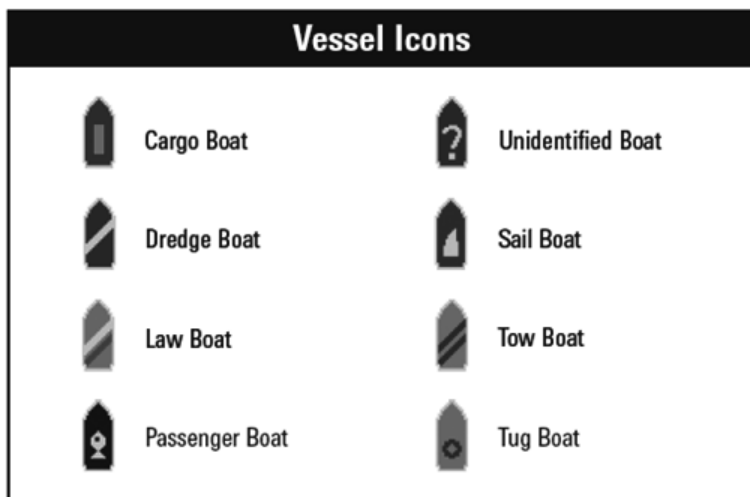 Vessel Icons
Cargo Boat
Unidentified Boat
Dredge Boat
Sail Boat
Law Boat
Tow Boat
Passenger Boat
Tug Boat